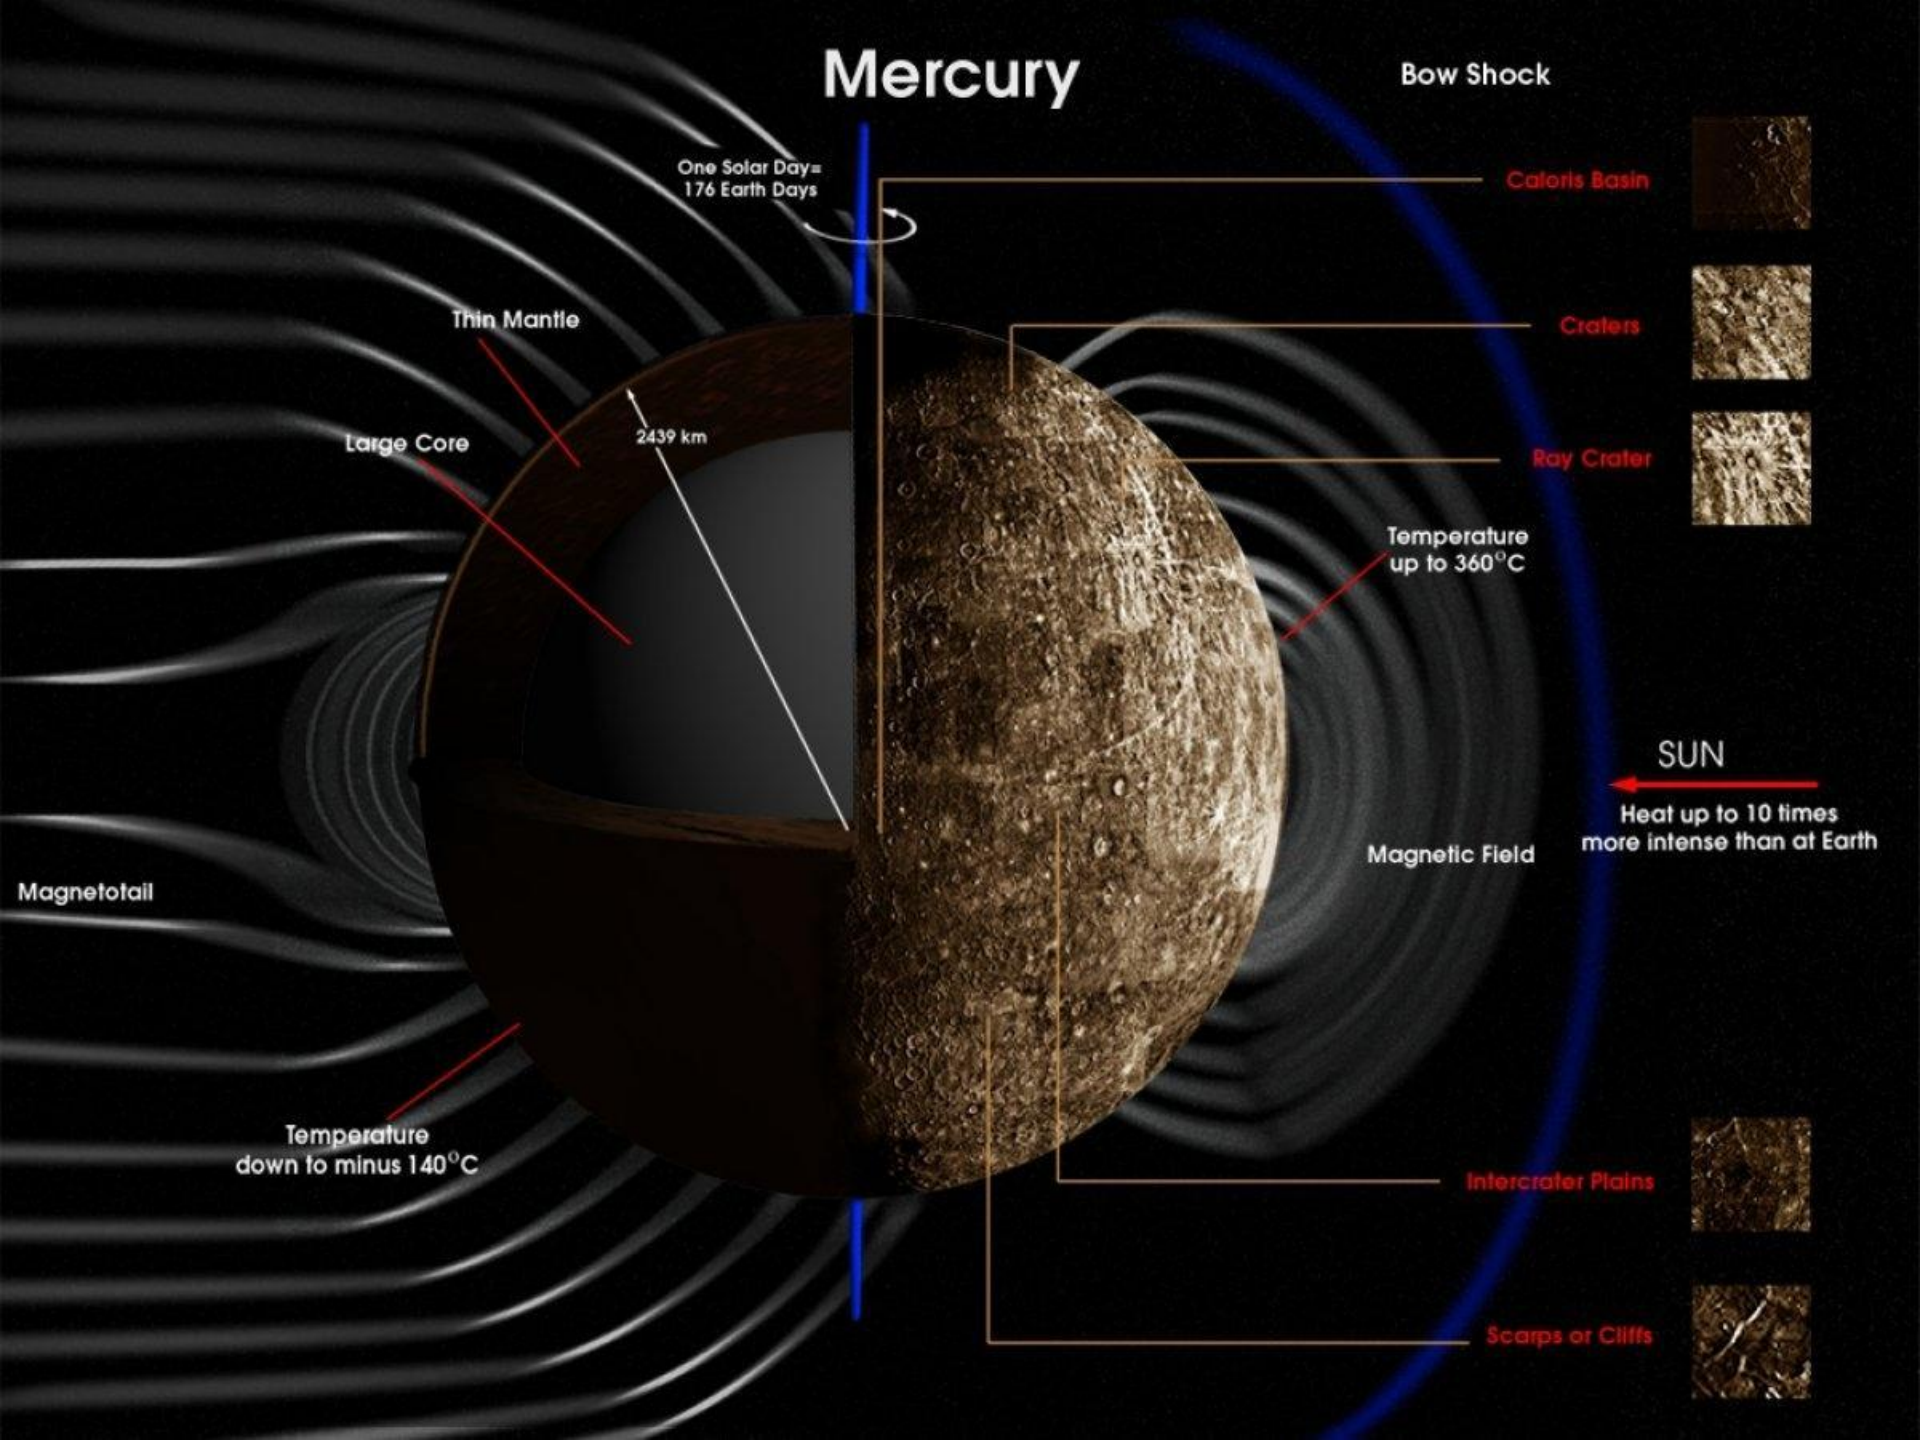 Mercury
Bow Shock
One Solar Day=
176 Earth Days
Caloris Basin
Thin Mantle
Craters
2439 km
Large Core
Ray Crater
Temperature
up to 360°C
SUN
Heat up to 10 times
more intense than at Earth
Magnetic Field
Magnetotail
Temperature
down to minus 140°C
Intercrater Plains
Scarps or Cliffs